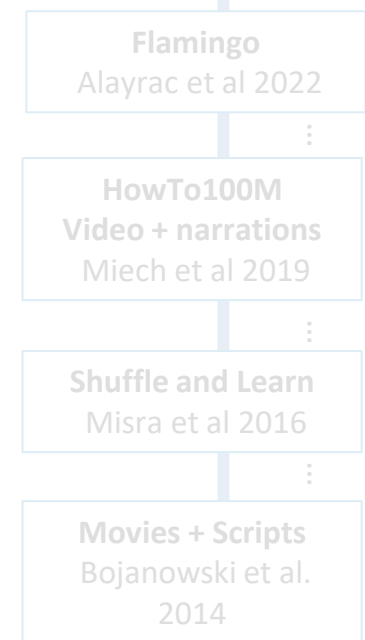 Flamingo
Alayrac et al 2022
⋮
HowTo100M
Video + narrations
Miech et al 2019
⋮
Shuffle and Learn
Misra et al 2016
⋮
Movies + Scripts
Bojanowski et al.
2014